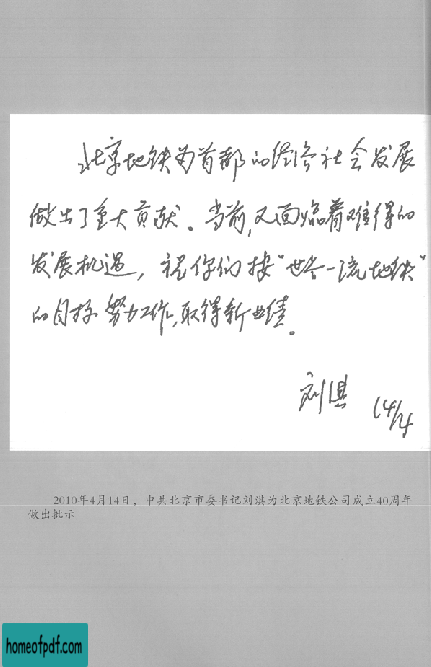 北京地铁为首都的经济社会发展
做出了重大贡献。当前,又面临着难得的
发展机遇，祝你们按“世界一流地铁”
的目标努力工作,取得新业绩。
刘淇 14/4
2010年4月14日，中共北京市委书记刘淇为北京地铁公司成立40周年
做出批示
homeofpdf.com